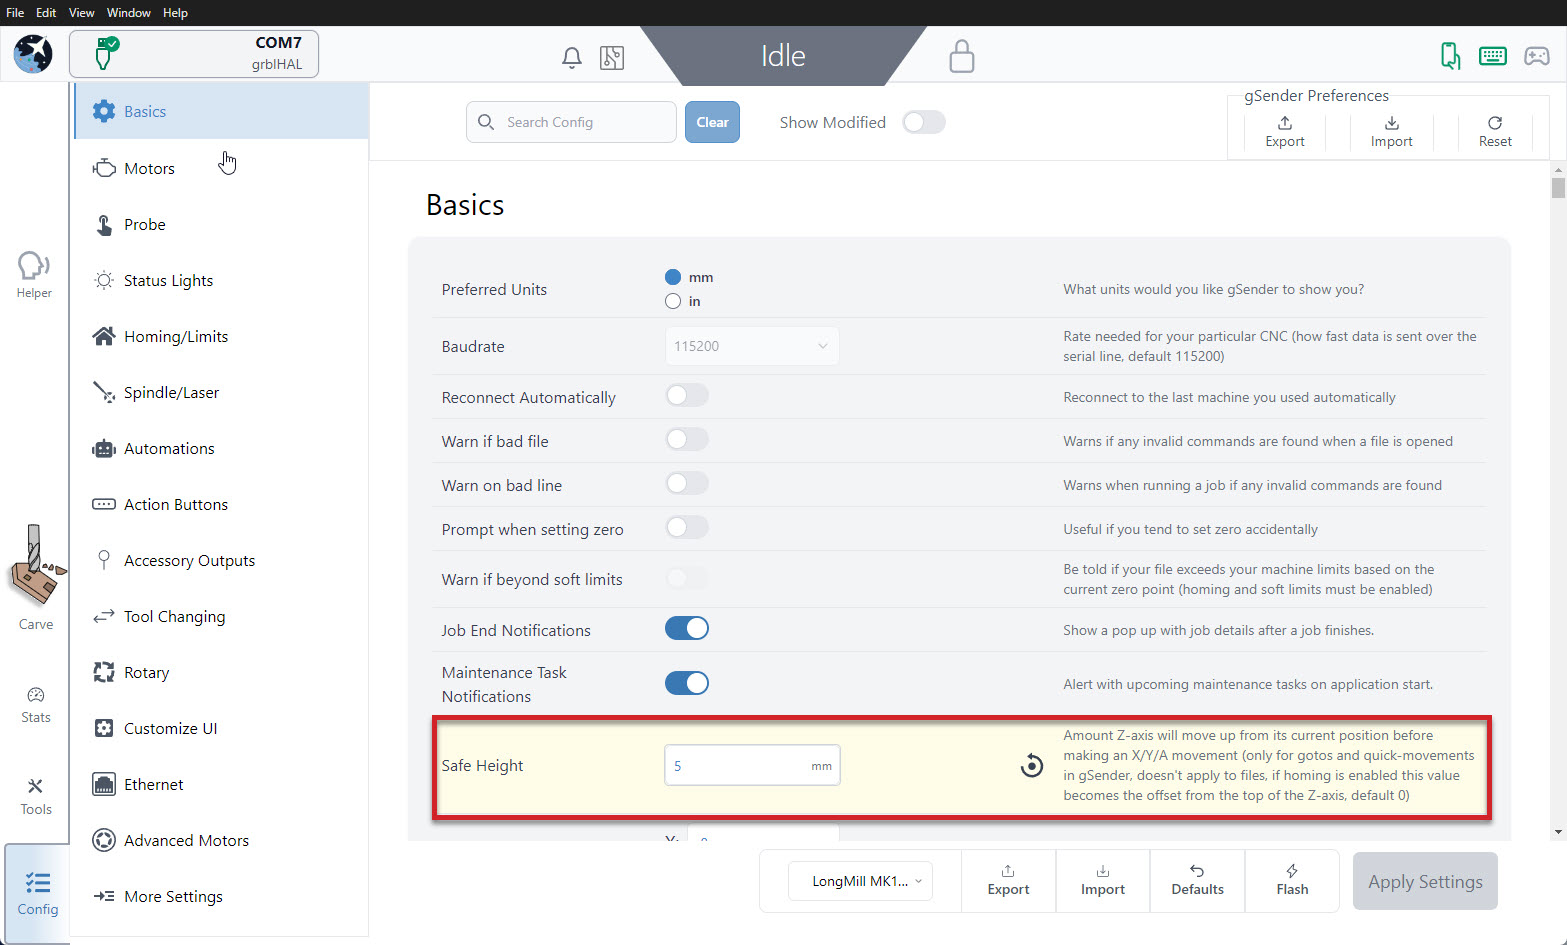 File Edit View Window Help
COM7
grblHAL
Idle
Basics
Motors
Probe
Status Lights
Homing/Limits
Spindle/Laser
Automations
Action Buttons
Accessory Outputs
Tool Changing
Rotary
Customize UI
Ethernet
Advanced Motors
More Settings
Helper
Carve
Stats
Tools
Config
Search Config
Clear
Show Modified
gSender Preferences
Export
Import
Reset
Basics
Preferred Units
mm
in
What units would you like gSender to show you?
Baudrate
115200
Rate needed for your particular CNC (how fast data is sent over the
serial line, default 115200)
Reconnect Automatically
Reconnect to the last machine you used automatically
Warn if bad file
Warns if any invalid commands are found when a file is opened
Warn on bad line
Warns when running a job if any invalid commands are found
Prompt when setting zero
Useful if you tend to set zero accidentally
Warn if beyond soft limits
Be told if your file exceeds your machine limits based on the
current zero point (homing and soft limits must be enabled)
Job End Notifications
Show a pop up with job details after a job finishes.
Maintenance Task
Notifications
Alert with upcoming maintenance tasks on application start.
Safe Height
5 mm
Amount Z-axis will move up from its current position before
making an X/Y/A movement (only for gotos and quick-movements
in gSender, doesn't apply to files, if homing is enabled this value
becomes the offset from the top of the Z-axis, default 0)
LongMill MK1...
Export
Import
Defaults
Flash
Apply Settings